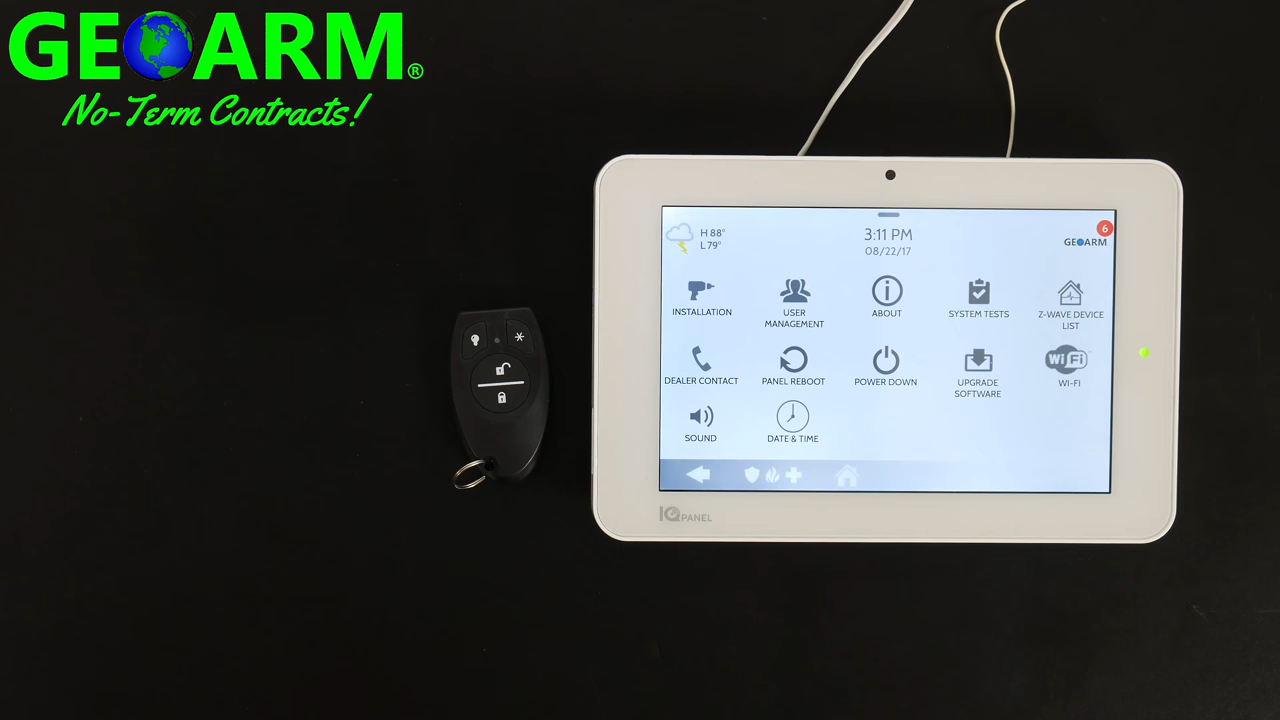 GEOARM®
No-Term Contracts!
H 88°
L 79°
3:11 PM
08/22/17
6
GEOARM
INSTALLATION
USER
MANAGEMENT
ABOUT
SYSTEM TESTS
Z-WAVE DEVICE
LIST
DEALER CONTACT
PANEL REBOOT
POWER DOWN
UPGRADE
SOFTWARE
Wi Fi
WI-FI
SOUND
DATE & TIME
IQ PANEL